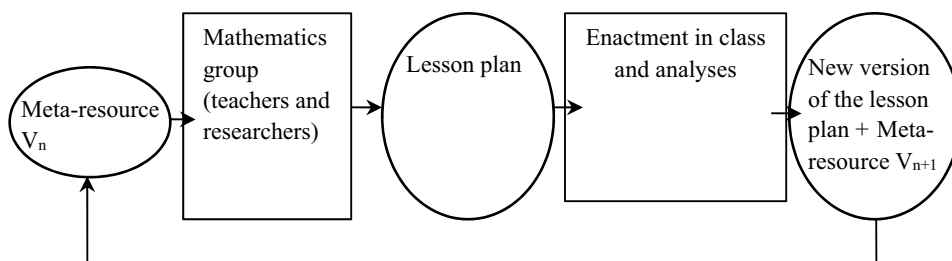 Meta-resource
Vn
Mathematics
group
(teachers and
researchers)
Lesson plan
Enactment in class
and analyses
New version
of the lesson
plan + Meta-
resource Vn+1